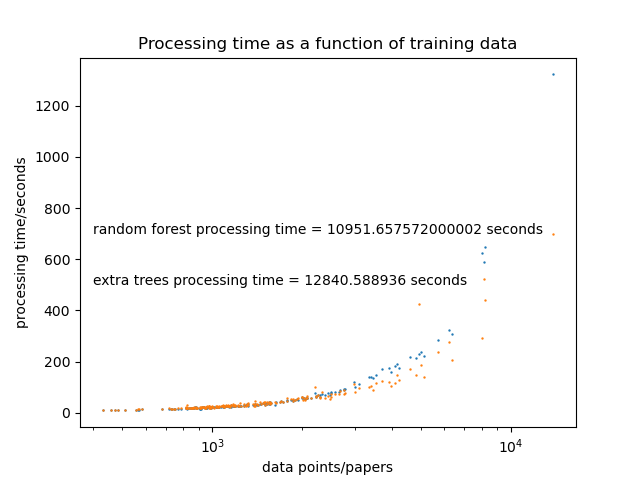 Processing time as a function of training data
1200
1000
800
600
400
200
0
processing time/seconds
random forest processing time = 10951.657572000002 seconds
extra trees processing time = 12840.588936 seconds
10³
10⁴
data points/papers